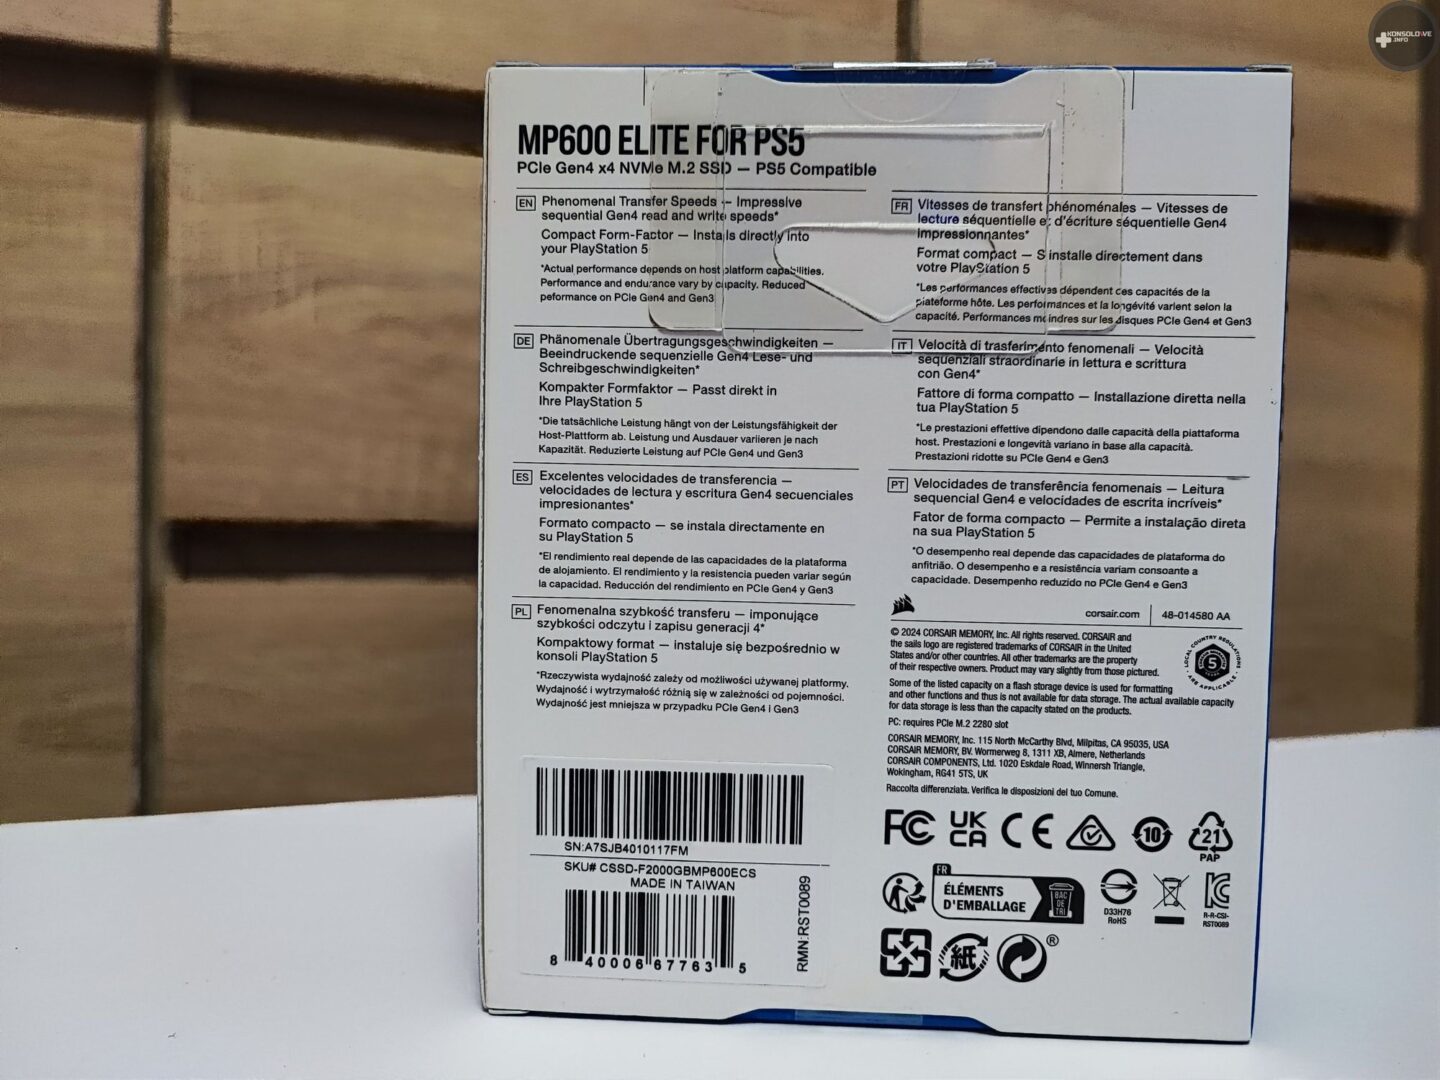 KONSOLOWE
.INFO
MP600 ELITE FOR PS5
PCIe Gen4 x4 NVMe M.2 SSD — PS5 Compatible
EN Phenomenal Transfer Speeds — Impressive
sequential Gen4 read and write speeds*
Compact Form-Factor — Installs directly into
your PlayStation 5
*Actual performance depends on host platform capabilities.
Performance and endurance vary by capacity. Reduced
peformance on PCIe Gen4 and Gen3
DE Phänomenale Übertragungsgeschwindigkeiten —
Beeindruckende sequenzielle Gen4 Lese- und
Schreibgeschwindigkeiten*
Kompakter Formfaktor — Passt direkt in
Ihre PlayStation 5
*Die tatsächliche Leistung hängt von der Leistungsfähigkeit der
Host-Plattform ab. Leistung und Ausdauer variieren je nach
Kapazität. Reduzierte Leistung auf PCIe Gen4 und Gen3
ES Excelentes velocidades de transferencia —
velocidades de lectura y escritura Gen4 secuenciales
impresionantes*
Formato compacto — se instala directamente en
su PlayStation 5
*El rendimiento real depende de las capacidades de la plataforma
de alojamiento. El rendimiento y la resistencia pueden variar según
la capacidad. Reducción del rendimiento en PCIe Gen4 y Gen3
PL Fenomenalna szybkość transferu — imponujące
szybkości odczytu i zapisu generacji 4*
Kompaktowy format — instaluje się bezpośrednio w
konsoli PlayStation 5
*Rzeczywista wydajność zależy od możliwości używanej platformy.
Wydajność i wytrzymałość różnią się w zależności od pojemności.
Wydajność jest mniejsza w przypadku PCIe Gen4 i Gen3
FR Vitesses de transfert phénoménales — Vitesses de
lecture séquentielle et d'écriture séquentielle Gen4
impressionnantes*
Format compact — S'installe directement dans
votre PlayStation 5
*Les performances effectives dépendent des capacités de la
plateforme hôte. Les performances et la longévité varient selon la
capacité. Performances moindres sur les disques PCIe Gen4 et Gen3
IT Velocità di trasferimento fenomenali — Velocità
sequenziali straordinarie in lettura e scrittura
con Gen4*
Fattore di forma compatto — Installazione diretta nella
tua PlayStation 5
*Le prestazioni effettive dipendono dalle capacità della piattaforma
host. Prestazioni e longevità variano in base alla capacità.
Prestazioni ridotte su PCIe Gen4 e Gen3
PT Velocidades de transferência fenomenais — Leitura
sequencial Gen4 e velocidades de escrita incríveis*
Fator de forma compacto — Permite a instalação direta
na sua PlayStation 5
*O desempenho real depende das capacidades de plataforma do
anfitrião. O desempenho e a resistência variam consoante a
capacidade. Desempenho reduzido no PCIe Gen4 e Gen3
corsair.com 48-014580 AA
© 2024 CORSAIR MEMORY, Inc. All rights reserved. CORSAIR and
the sails logo are registered trademarks of CORSAIR in the United
States and/or other countries. All other trademarks are the property
of their respective owners. Product may vary slightly from those pictured.
LOCAL COUNTRY REGULATIONS
5
ARE APPLICABLE
Some of the listed capacity on a flash storage device is used for formatting
and other functions and thus is not available for data storage. The actual available capacity
for data storage is less than the capacity stated on the products.
PC: requires PCIe M.2 2280 slot
CORSAIR MEMORY, Inc. 115 North McCarthy Blvd, Milpitas, CA 95035, USA
CORSAIR MEMORY, BV. Wormerweg 8, 1311 XB, Almere, Netherlands
CORSAIR COMPONENTS, Ltd. 1020 Eskdale Road, Winnersh Triangle,
Wokingham, RG41 5TS, UK
Raccolta differenziata. Verifica le disposizioni del tuo Comune.
FC UK CA CE 10 21
PAP
FR
ÉLÉMENTS
D'EMBALLAGE
BAC
DE
TRI
D33H76
RoHS
R-R-CSI-
RST0089
紙 ®
SN:A7SJB4010117FM
SKU# CSSD-F2000GBMP600ECS
MADE IN TAIWAN
8 40006 67763 5
RMN:RST0089